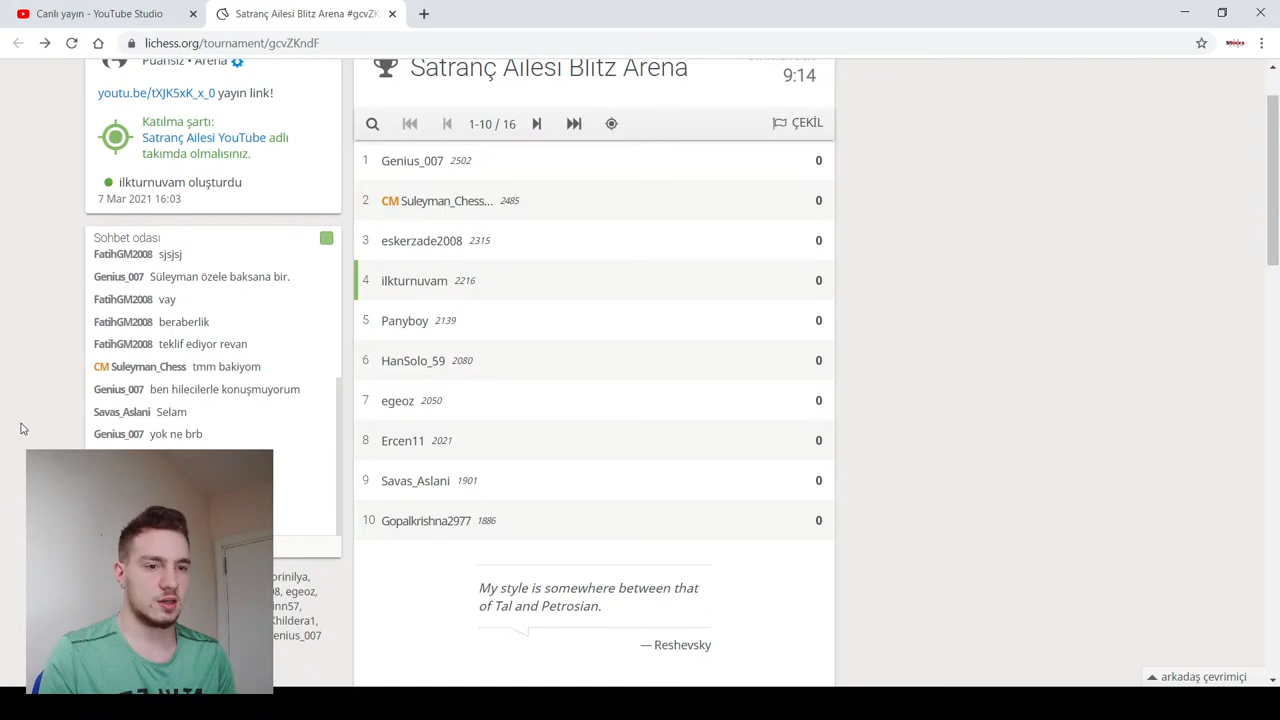 Canlı yayın - YouTube Studio
Satranç Ailesi Blitz Arena #gcvZK
lichess.org/tournament/gcvZKndF
Puansız • Arena
youtu.be/tXJK5xK_x_0 yayın link!
Katılma şartı:
Satranç Ailesi YouTube adlı
takımda olmalısınız.
ilkturnuvam oluşturdu
7 Mar 2021 16:03
Sohbet odası
FatihGM2008 sjsjsj
Genius_007 Süleyman özele baksana bir.
FatihGM2008 vay
FatihGM2008 beraberlik
FatihGM2008 teklif ediyor revan
CM Suleyman_Chess tmm bakiyom
Genius_007 ben hilecilerle konuşmuyorum
Savas_Aslani Selam
Genius_007 yok ne brb
orinilya,
08, egeoz,
nn57,
Khildera1,
enius_007
Satranç Ailesi Blitz Arena
9:14
1-10 / 16
ÇEKİL
1 Genius_007 2502 0
2 CM Suleyman_Chess... 2485 0
3 eskerzade2008 2315 0
4 ilkturnuvam 2216 0
5 Panyboy 2139 0
6 HanSolo_59 2080 0
7 egeoz 2050 0
8 Ercen11 2021 0
9 Savas_Aslani 1901 0
10 Gopalkrishna2977 1886 0
My style is somewhere between that
of Tal and Petrosian.
— Reshevsky
arkadaş çevrimiçi